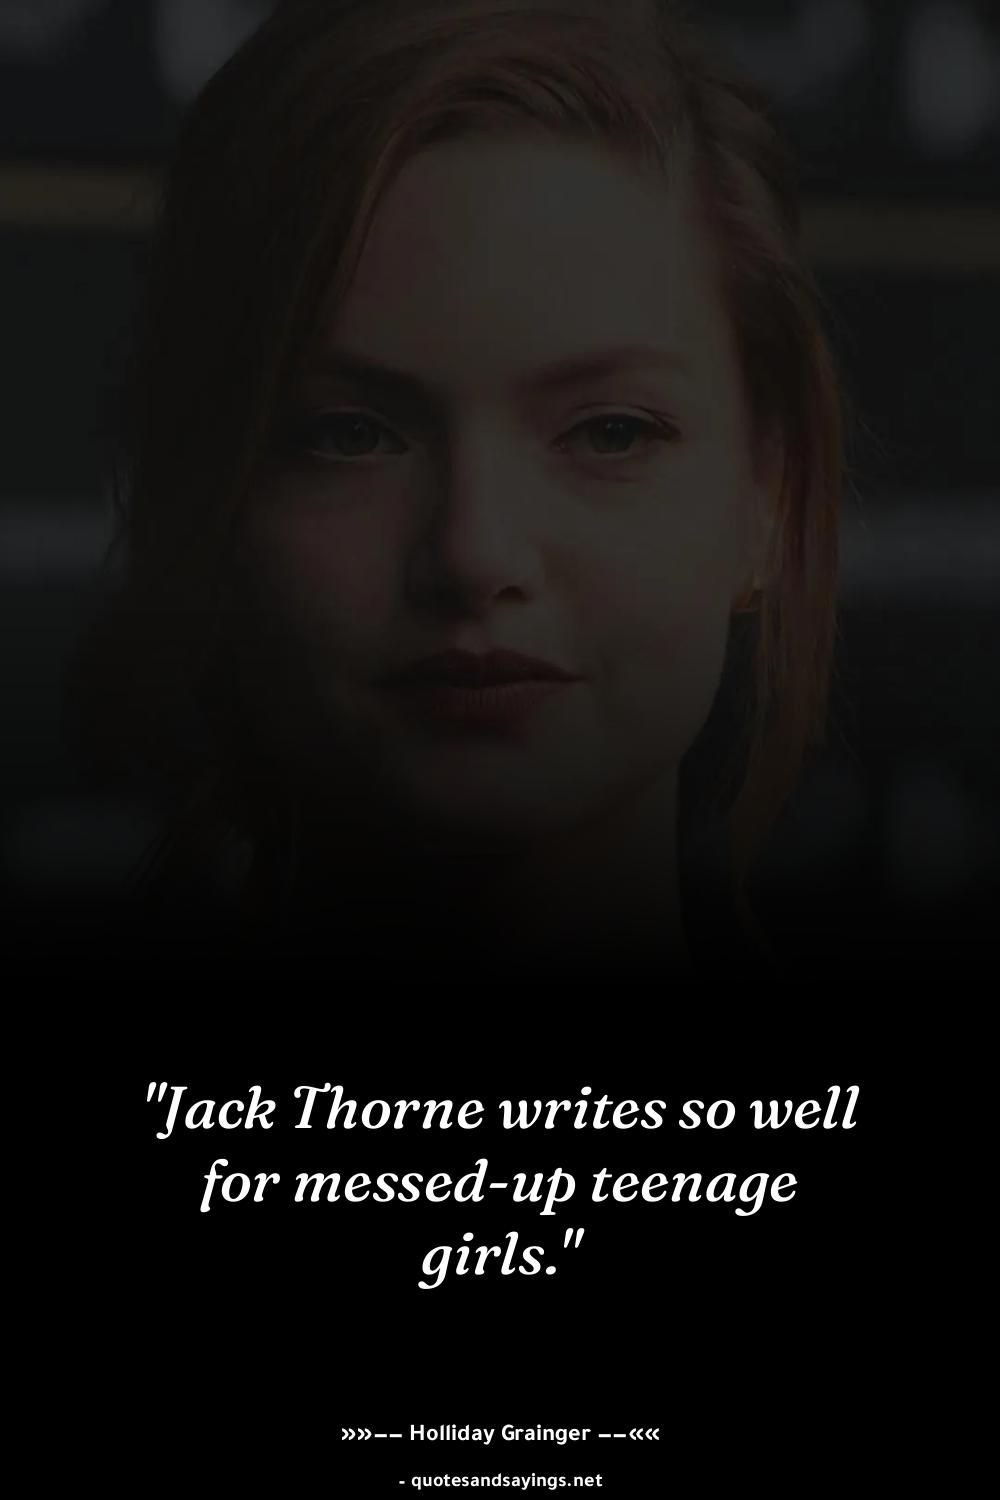 "Jack Thorne writes so well
for messed-up teenage
girls."
»»–– Holliday Grainger ––««
- quotesandsayings.net